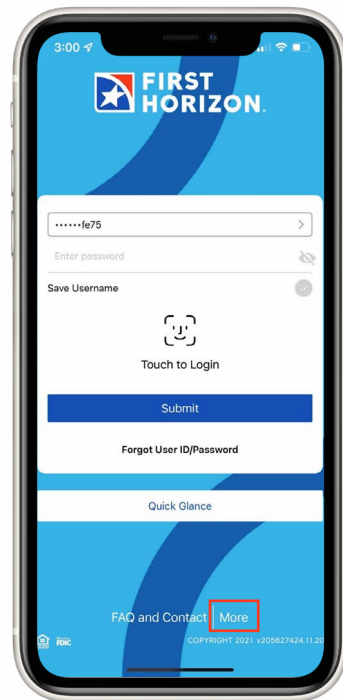 3:00
FIRST
HORIZON.
••••••fe75
Enter password
Save Username
Touch to Login
Submit
Forgot User ID/Password
Quick Glance
FAQ and Contact More
FDIC COPYRIGHT 2021 v205627424.11.20